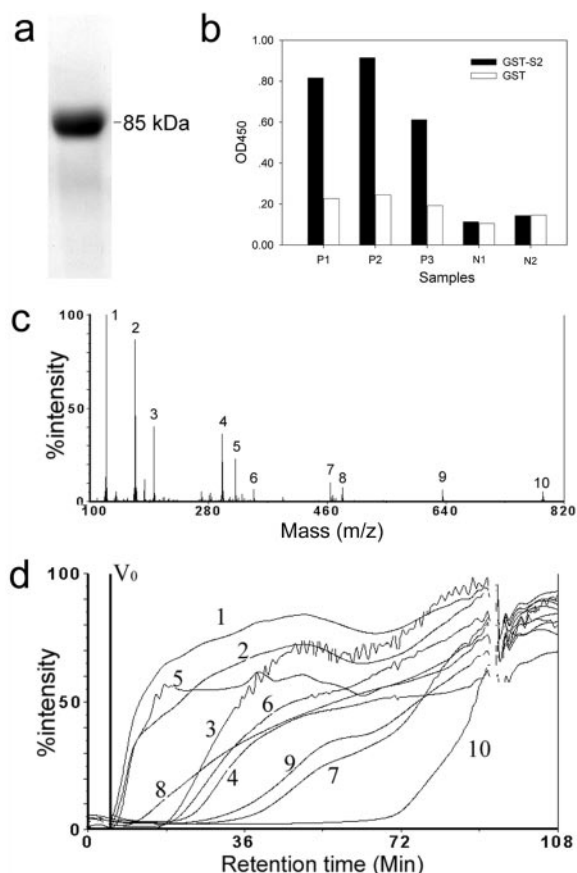 a
85 kDa
b
1.00
.80
.60
.40
.20
0.00
OD450
GST-S2
GST
P1 P2 P3 N1 N2
Samples
c
100
50
0
%intensity
1 2 3 4 5 6 7 8 9 10
100 280 460 640 820
Mass (m/z)
d
100
50
0
%intensity
V₀
1
2
5
3
6
8
4
9
7
10
0 36 72 108
Retention time (Min)